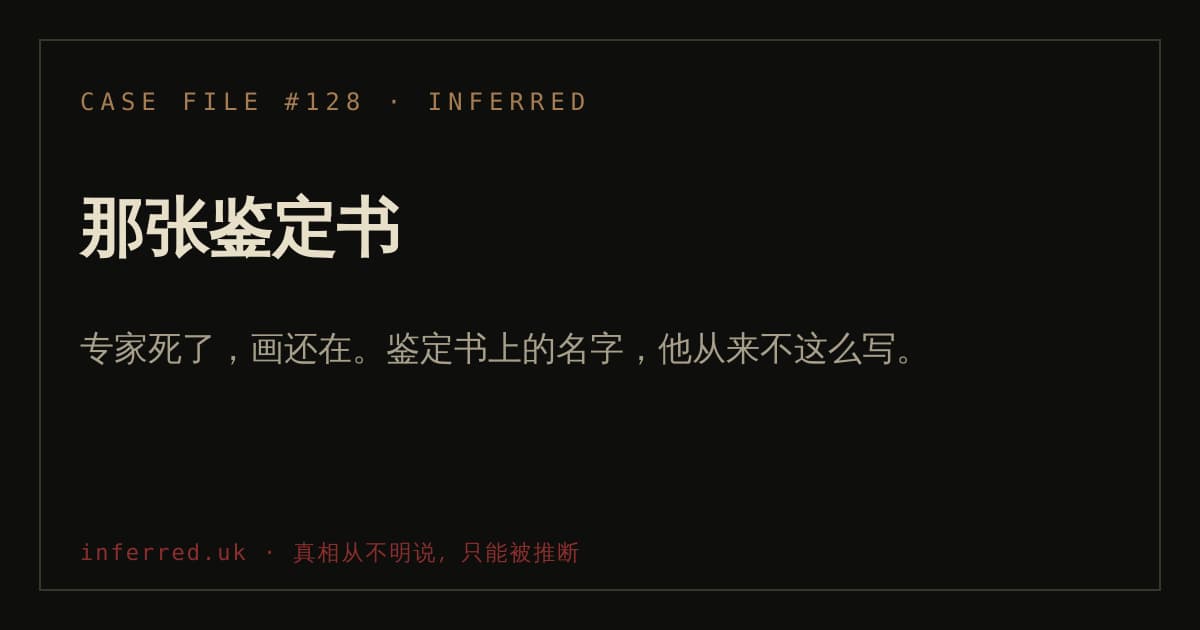 CASE FILE #128 · INFERRED
那张鉴定书
专家死了，画还在。鉴定书上的名字，他从来不这么写。
inferred.uk · 真相从不明说，只能被推断